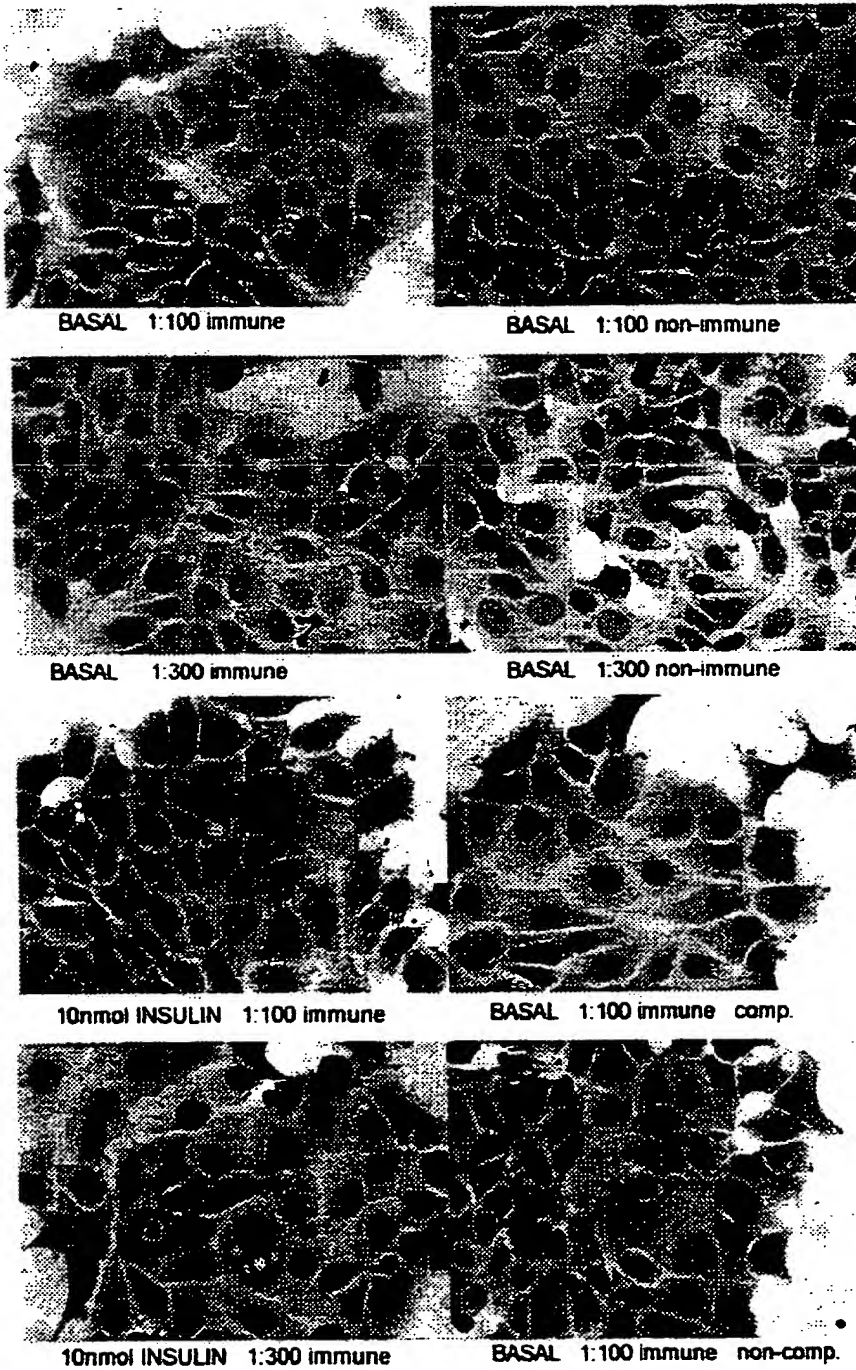 BASAL 1:100 immune
BASAL 1:100 non-immune
BASAL 1:300 immune
BASAL 1:300 non-immune
10nmol INSULIN 1:100 immune
BASAL 1:100 immune comp.
10nmol INSULIN 1:300 immune
BASAL 1:100 immune non-comp.